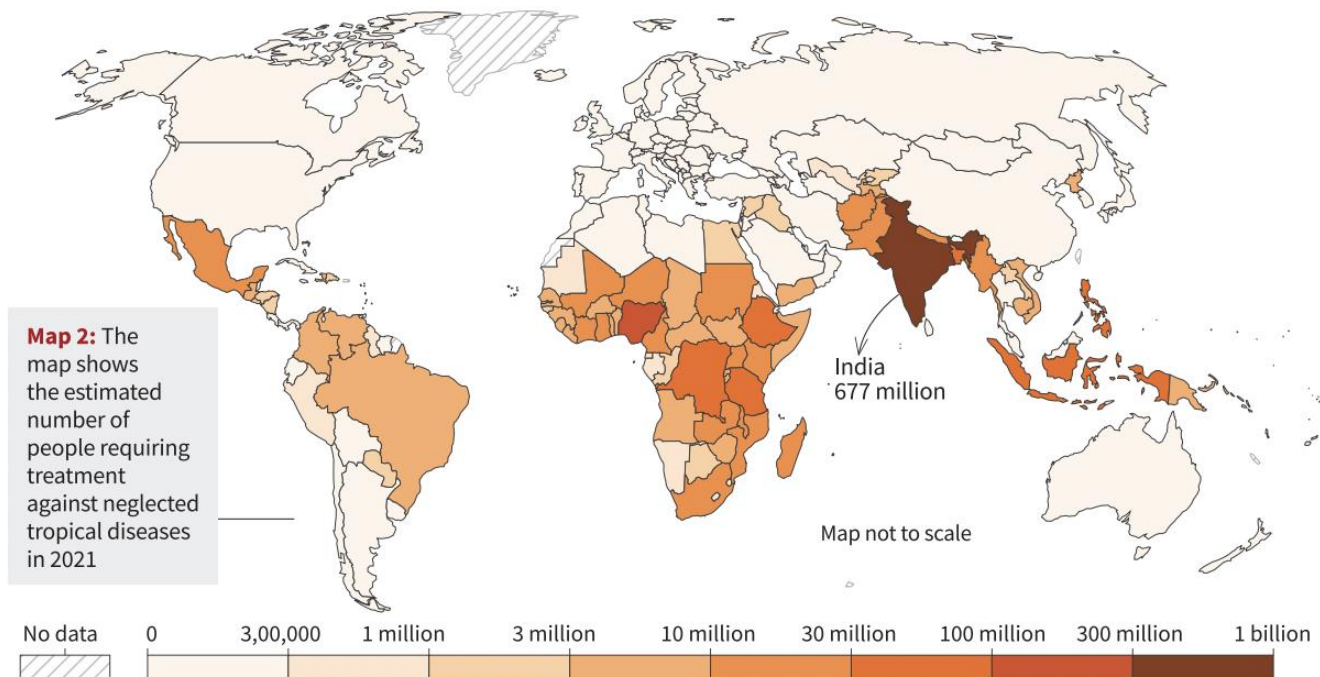 India
677 million
Map 2: The
map shows
the estimated
number of
people requiring
treatment
against neglected
tropical diseases
in 2021
Map not to scale
No data 0 3,00,000 1 million 3 million 10 million 30 million 100 million 300 million 1 billion